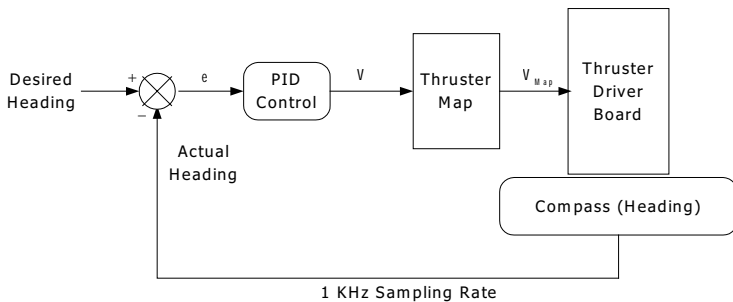 Desired
Heading
+
−
e
PID
Control
V
Thruster
Map
V Map
Thruster
Driver
Board
Actual
Heading
Compass (Heading)
1 KHz Sampling Rate